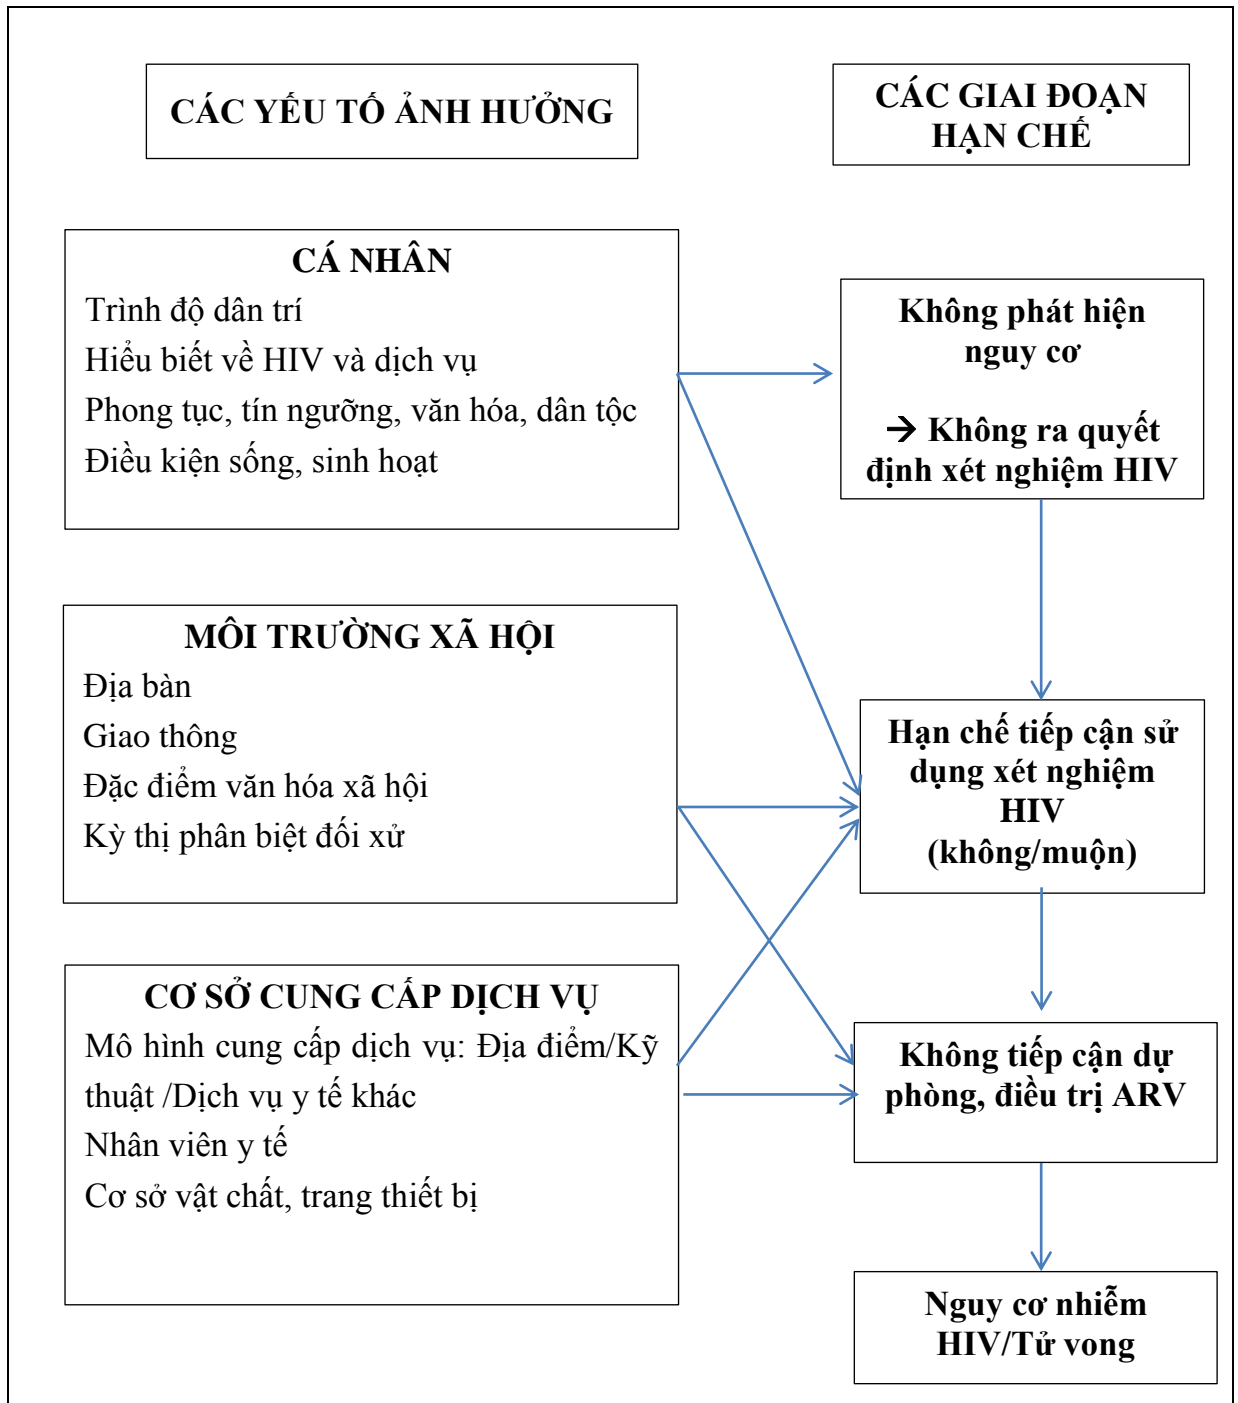 CÁC YẾU TỐ ẢNH HƯỞNG
CÁC GIAI ĐOẠN
HẠN CHẾ
CÁ NHÂN
Trình độ dân trí
Hiểu biết về HIV và dịch vụ
Phong tục, tín ngưỡng, văn hóa, dân tộc
Điều kiện sống, sinh hoạt
Không phát hiện
nguy cơ
→ Không ra quyết
định xét nghiệm HIV
MÔI TRƯỜNG XÃ HỘI
Địa bàn
Giao thông
Đặc điểm văn hóa xã hội
Kỳ thị phân biệt đối xử
Hạn chế tiếp cận sử
dụng xét nghiệm
HIV
(không/muộn)
CƠ SỞ CUNG CẤP DỊCH VỤ
Mô hình cung cấp dịch vụ: Địa điểm/Kỹ
thuật /Dịch vụ y tế khác
Nhân viên y tế
Cơ sở vật chất, trang thiết bị
Không tiếp cận dự
phòng, điều trị ARV
Nguy cơ nhiễm
HIV/Tử vong